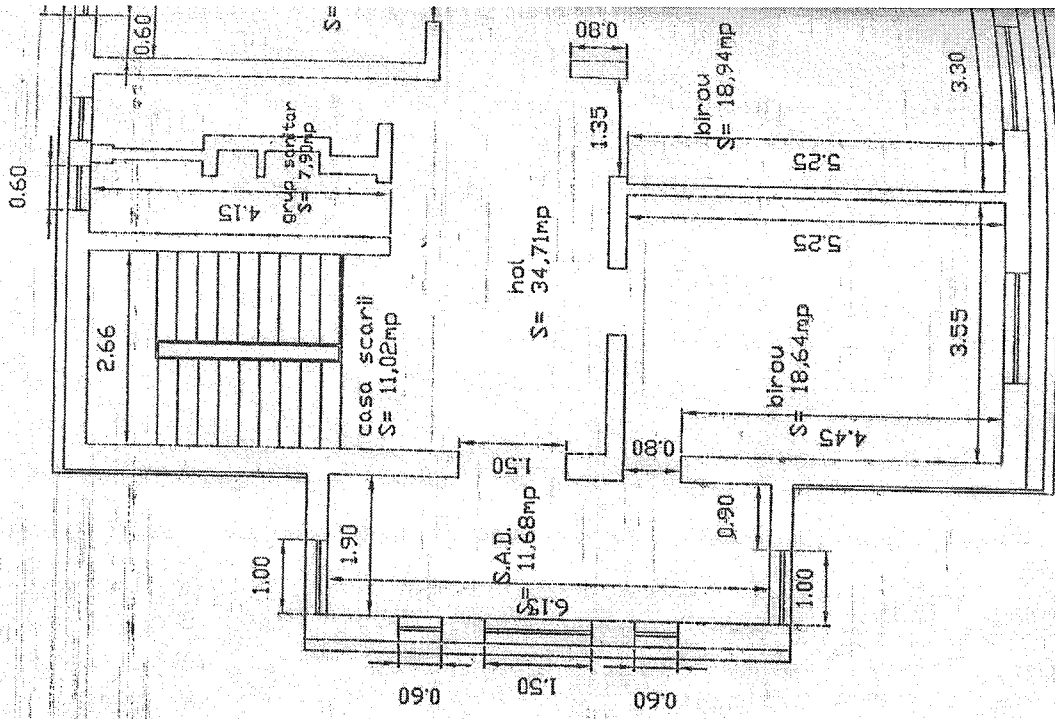 0.60
0.60
S=
0.80
grup sanitar
S= 7,90mp
4.15
1.35
birou
S= 18,94mp
5.25
3.30
2.66
casa scarii
S= 11,02mp
hol
S= 34,71mp
5.25
birou
S= 18,64mp
3.55
4.45
1.50
0.80
1.00
1.90
S.A.D.
S= 11,68mp
6.15
0.90
1.00
0.60
1.50
0.60